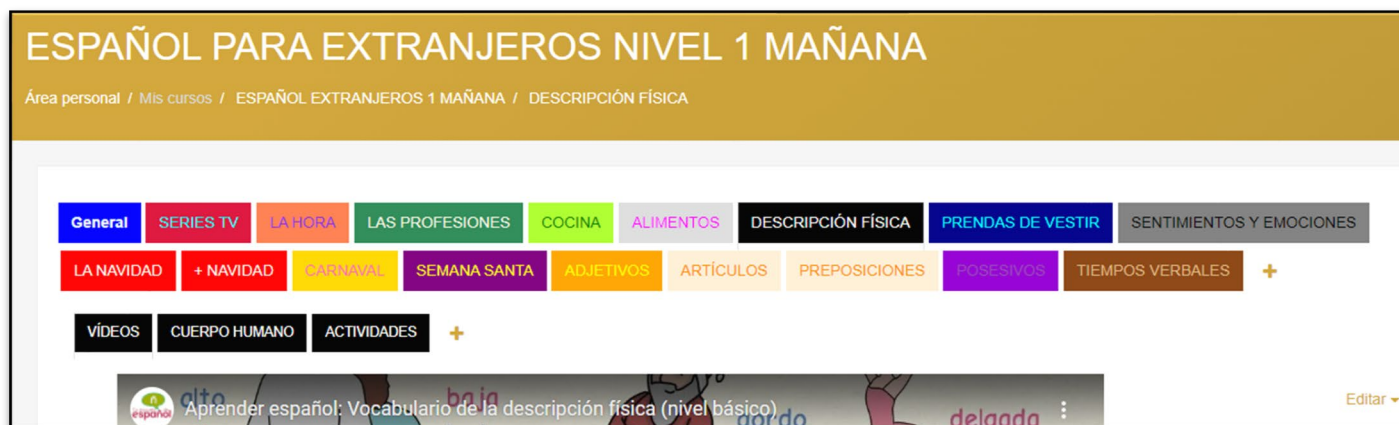 ESPAÑOL PARA EXTRANJEROS NIVEL 1 MAÑANA
Área personal / Mis cursos / ESPAÑOL EXTRANJEROS 1 MAÑANA / DESCRIPCIÓN FÍSICA
General SERIES TV LA HORA LAS PROFESIONES COCINA ALIMENTOS DESCRIPCIÓN FÍSICA PRENDAS DE VESTIR SENTIMIENTOS Y EMOCIONES
LA NAVIDAD + NAVIDAD CARNAVAL SEMANA SANTA ADJETIVOS ARTÍCULOS PREPOSICIONES POSESIVOS TIEMPOS VERBALES +
VÍDEOS CUERPO HUMANO ACTIVIDADES +
alto baja gordo delgada
español Aprender español: Vocabulario de la descripción física (nivel básico)
Editar